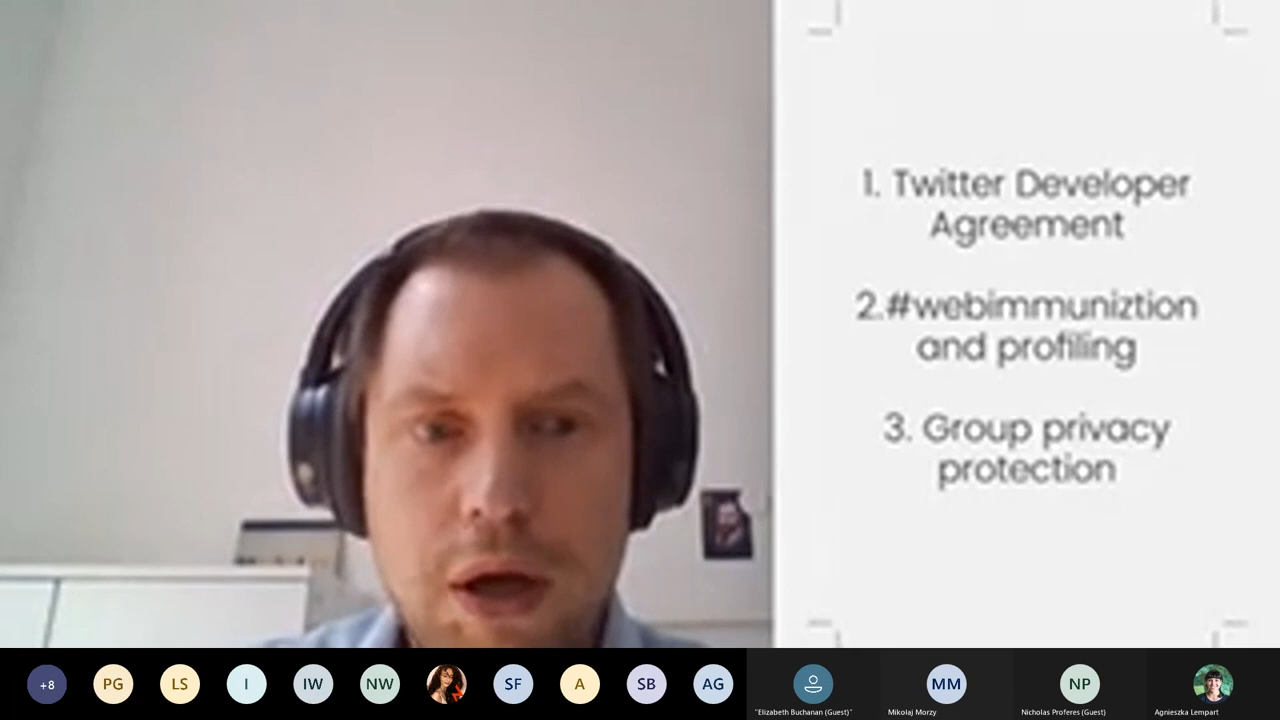 1. Twitter Developer
Agreement
2.#webimmuniztion
and profiling
3. Group privacy
protection
+8
PG
LS
I
IW
NW
SF
A
SB
AG
MM
NP
"Elizabeth Buchanan (Guest)"
Mikołaj Morzy
Nicholas Proferes (Guest)
Agnieszka Lempart